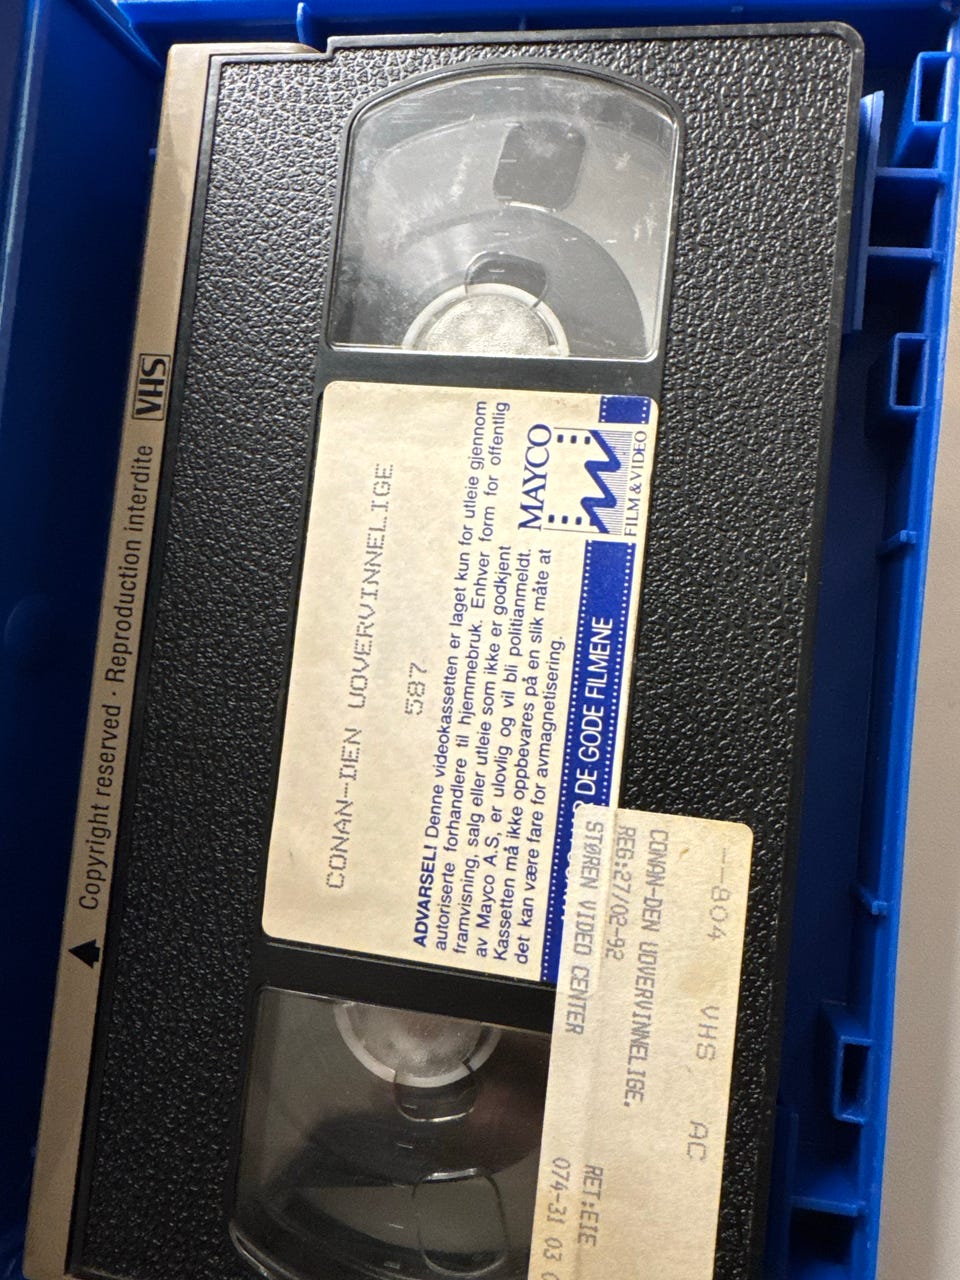 Copyright reserved · Reproduction interdite VHS
CONAN-DEN UOVERVINNELIGE
587
ADVARSEL! Denne videokassetten er laget kun for utleie gjennom
autoriserte forhandlere til hjemmebruk. Enhver form for offentlig
framvisning, salg eller utleie som ikke er godkjent
av Mayco A.S, er ulovlig og vil bli politianmeldt.
Kassetten må ikke oppbevares på en slik måte at
det kan være fare for avmagnetisering.
MAYCO
FILM & VIDEO
DE GODE FILMENE
--804 VHS AC
CONAN-DEN UOVERVINNELIGE.
REG:27/02-92 RET:EIE
STØREN VIDEO CENTER 074-31 03